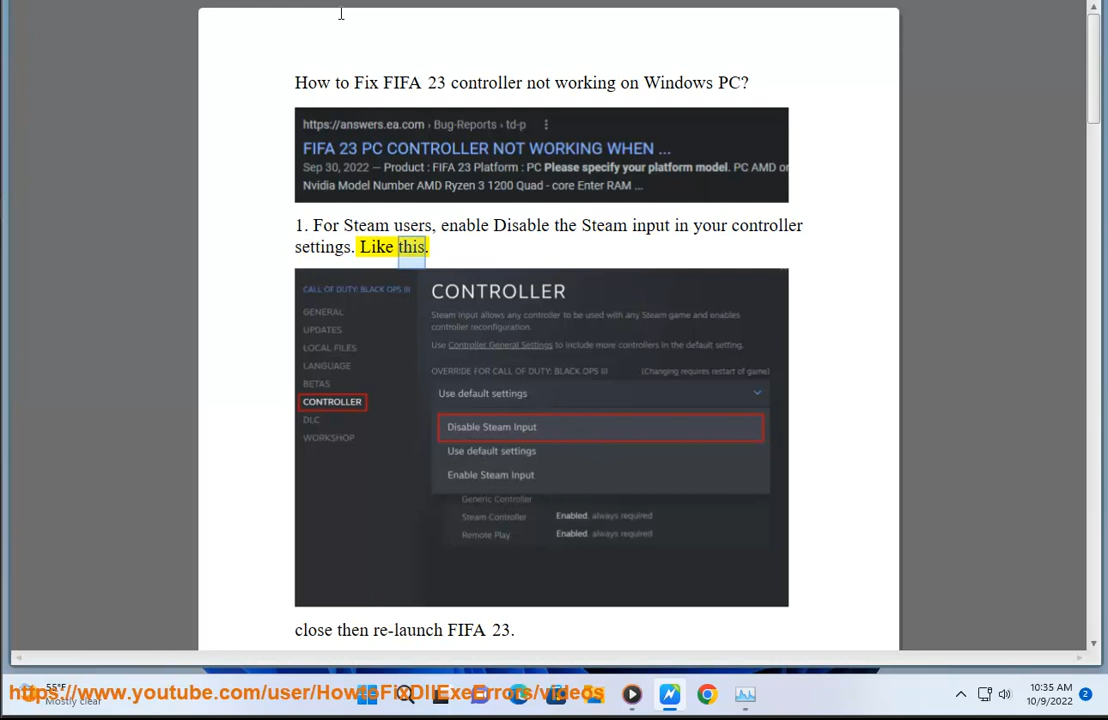 How to Fix FIFA 23 controller not working on Windows PC?
https://answers.ea.com › Bug-Reports › td-p
FIFA 23 PC CONTROLLER NOT WORKING WHEN ...
Sep 30, 2022 — Product : FIFA 23 Platform : PC Please specify your platform model. PC AMD or
Nvidia Model Number AMD Ryzen 3 1200 Quad - core Enter RAM ...
1. For Steam users, enable Disable the Steam input in your controller
settings. Like this.
CALL OF DUTY: BLACK OPS III
GENERAL
UPDATES
LOCAL FILES
LANGUAGE
BETAS
CONTROLLER
DLC
WORKSHOP
CONTROLLER
Steam Input allows any controller to be used with any Steam game and enables
controller reconfiguration.
Use Controller General Settings to include more controllers in the default setting.
OVERRIDE FOR CALL OF DUTY: BLACK OPS III (Changing requires restart of game)
Use default settings
Disable Steam Input
Use default settings
Enable Steam Input
Generic Controller
Steam Controller Enabled, always required
Remote Play Enabled, always required
close then re-launch FIFA 23.
55°F
Mostly clear
https://www.youtube.com/user/HowtoFixDllExeErrors/videos
10:35 AM
10/9/2022
2